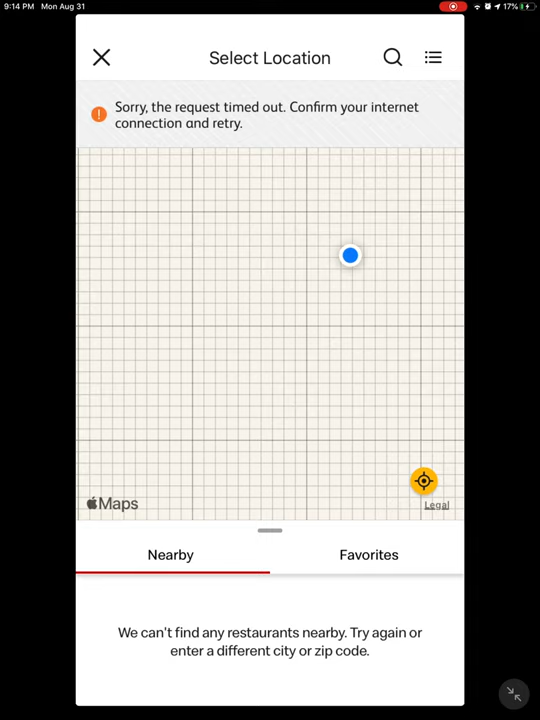 9:14 PM Mon Aug 31 17%
Select Location
Sorry, the request timed out. Confirm your internet
connection and retry.
Maps
Legal
Nearby Favorites
We can't find any restaurants nearby. Try again or
enter a different city or zip code.